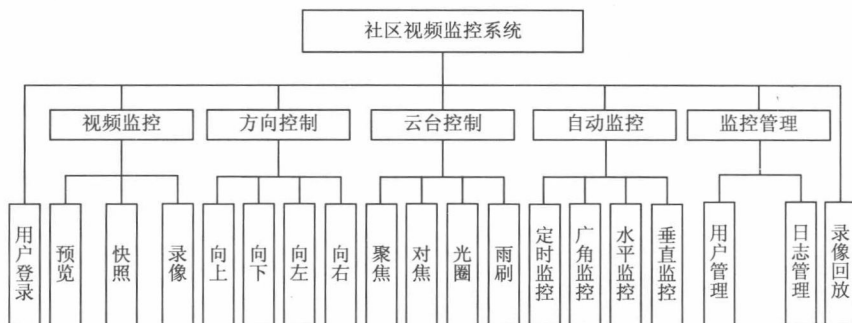 社区视频监控系统
视频监控
方向控制
云台控制
自动监控
监控管理
用户登录
预览
快照
录像
向上
向下
向左
向右
聚焦
对焦
光圈
雨刷
定时监控
广角监控
水平监控
垂直监控
用户管理
日志管理
录像回放